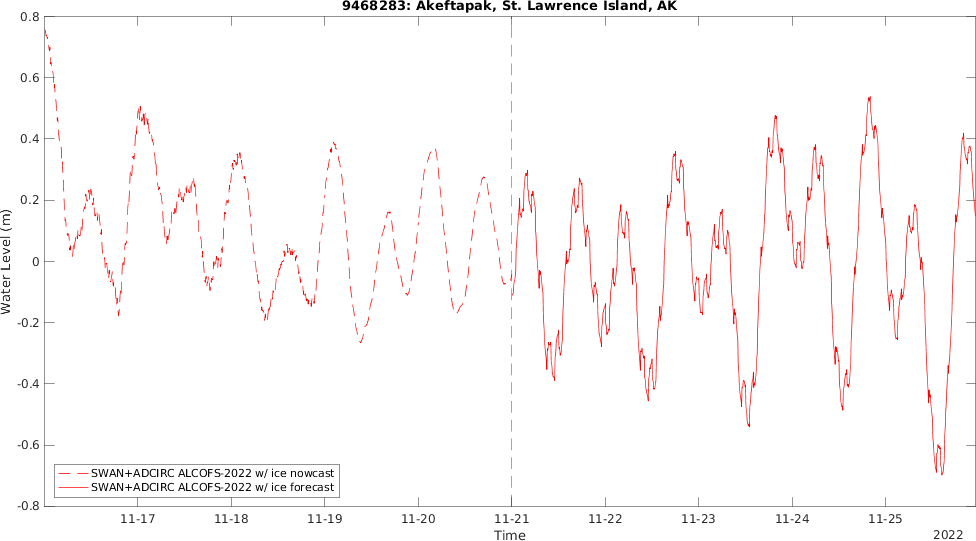 9468283: Akeftapak, St. Lawrence Island, AK
Water Level (m)
0.8
0.6
0.4
0.2
0
-0.2
-0.4
-0.6
-0.8
SWAN+ADCIRC ALCOFS-2022 w/ ice nowcast
SWAN+ADCIRC ALCOFS-2022 w/ ice forecast
11-17 11-18 11-19 11-20 11-21 11-22 11-23 11-24 11-25
Time
2022